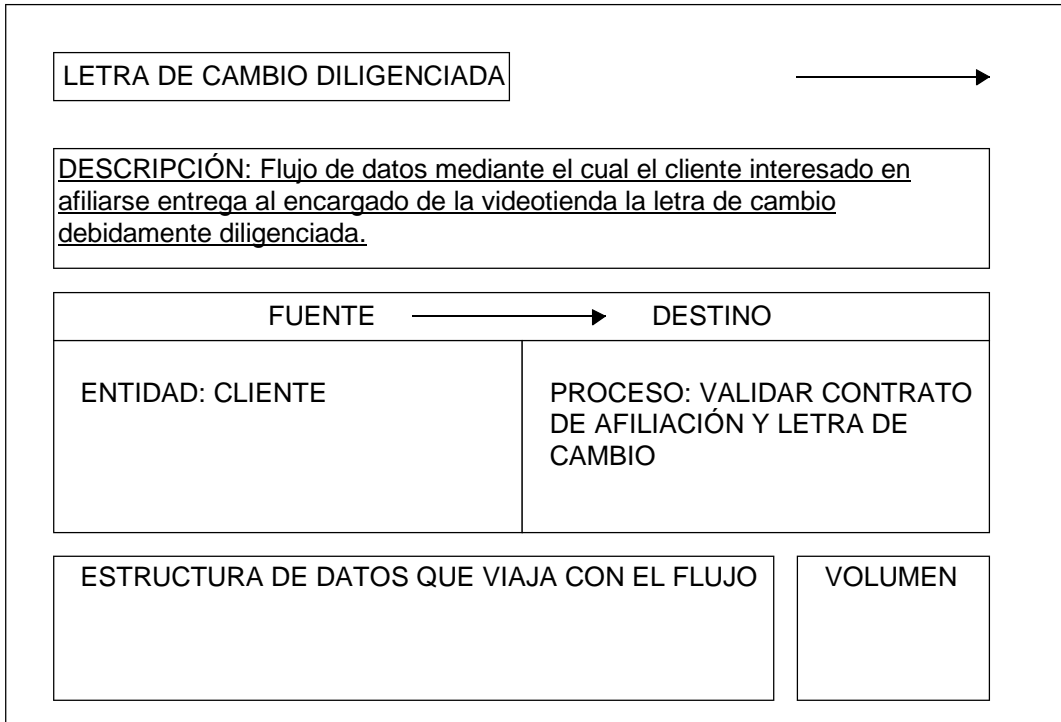 LETRA DE CAMBIO DILIGENCIADA
DESCRIPCIÓN: Flujo de datos mediante el cual el cliente interesado en
afiliarse entrega al encargado de la videotienda la letra de cambio
debidamente diligenciada.
FUENTE DESTINO
ENTIDAD: CLIENTE
PROCESO: VALIDAR CONTRATO
DE AFILIACIÓN Y LETRA DE
CAMBIO
ESTRUCTURA DE DATOS QUE VIAJA CON EL FLUJO
VOLUMEN